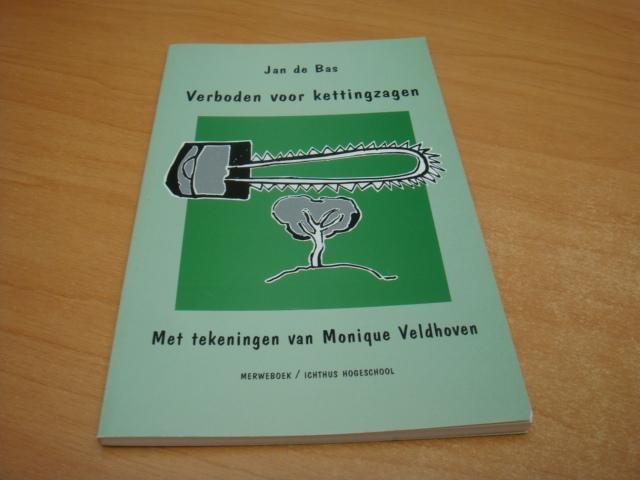 Jan de Bas
Verboden voor kettingzagen
Met tekeningen van Monique Veldhoven
MERWEBOEK / ICHTHUS HOGESCHOOL